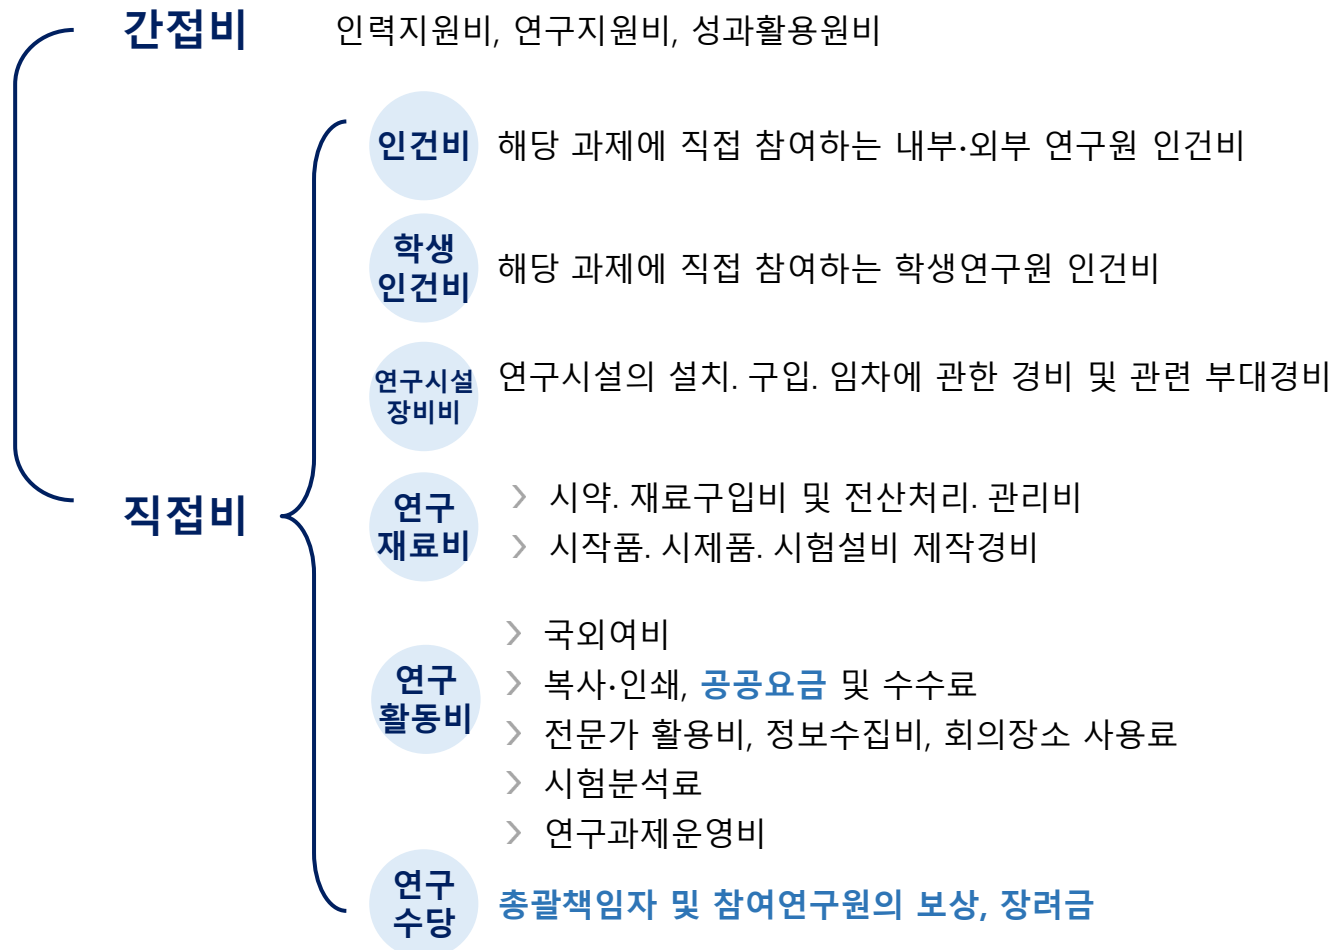 간접비
인력지원비, 연구지원비, 성과활용원비
인건비
해당 과제에 직접 참여하는 내부·외부 연구원 인건비
학생
인건비
해당 과제에 직접 참여하는 학생연구원 인건비
연구시설
장비비
연구시설의 설치. 구입. 임차에 관한 경비 및 관련 부대경비
직접비
연구
재료비
시약. 재료구입비 및 전산처리. 관리비
시작품. 시제품. 시험설비 제작경비
연구
활동비
국외여비
복사·인쇄, 공공요금 및 수수료
전문가 활용비, 정보수집비, 회의장소 사용료
시험분석료
연구과제운영비
연구
수당
총괄책임자 및 참여연구원의 보상, 장려금